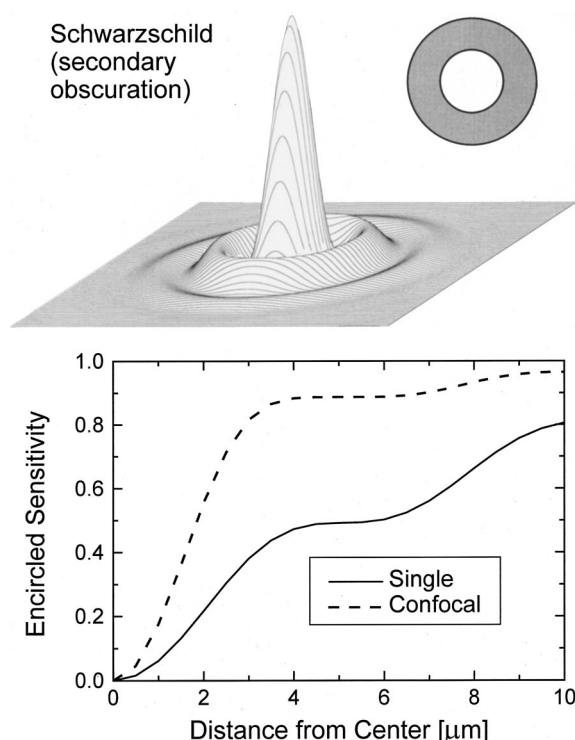 Schwarzschild
(secondary
obscuration)
1.0
0.8
0.6
0.4
0.2
0.0
0 2 4 6 8 10
Encircled Sensitivity
Single
Confocal
Distance from Center [μm]